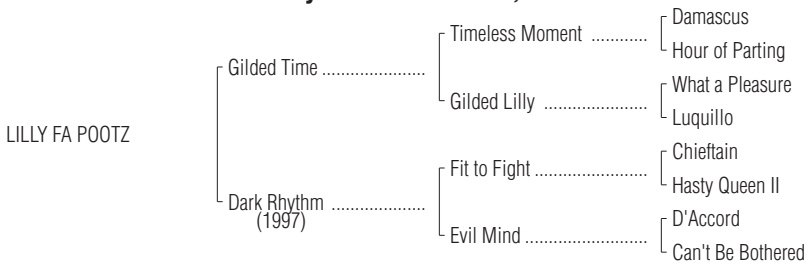 Damascus
Timeless Moment ............
Hour of Parting
Gilded Time ......................
What a Pleasure
Gilded Lilly ......................
Luquillo
LILLY FA POOTZ
Chieftain
Fit to Fight ........................
Hasty Queen II
Dark Rhythm ....................
(1997)
D'Accord
Evil Mind ..........................
Can't Be Bothered